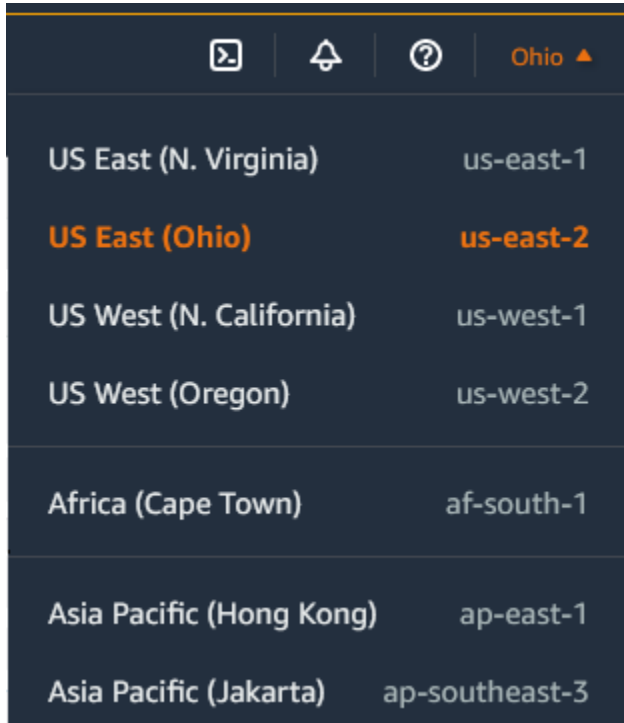 Ohio ▲
US East (N. Virginia) us-east-1
US East (Ohio) us-east-2
US West (N. California) us-west-1
US West (Oregon) us-west-2
Africa (Cape Town) af-south-1
Asia Pacific (Hong Kong) ap-east-1
Asia Pacific (Jakarta) ap-southeast-3